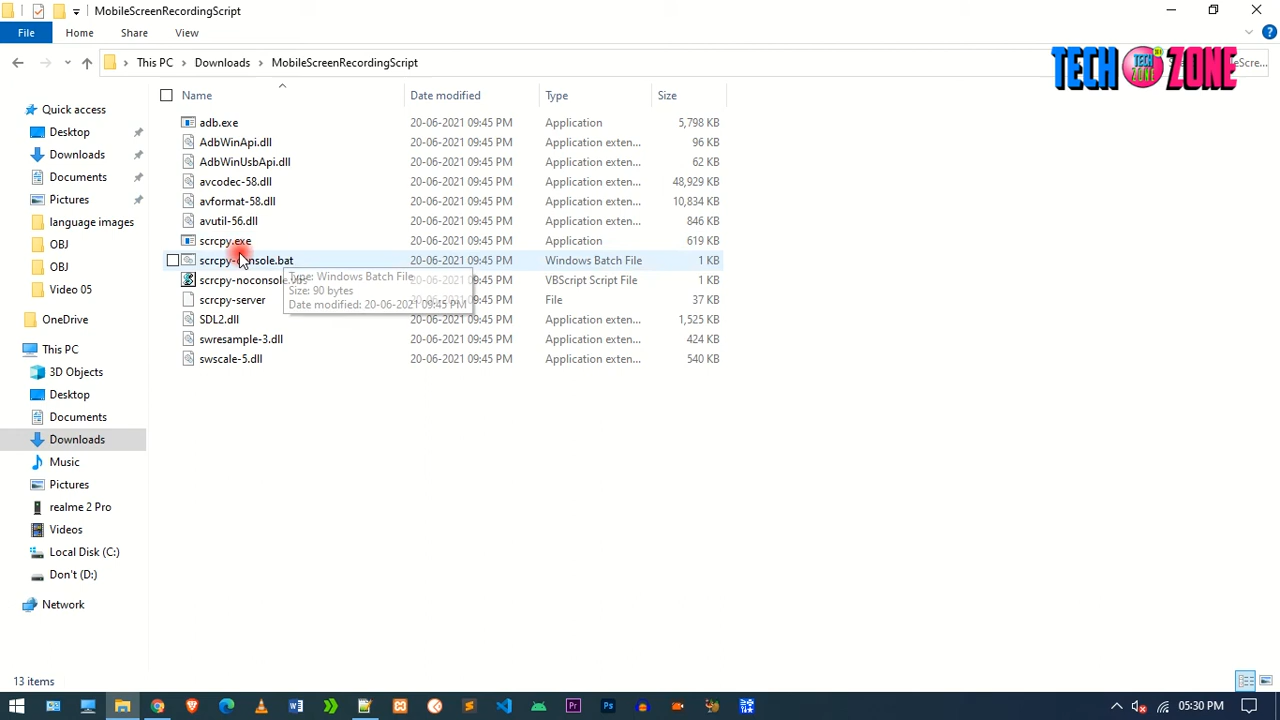 MobileScreenRecordingScript
File Home Share View
This PC Downloads MobileScreenRecordingScript
TECH TECH ZONE ZONE
Name Date modified Type Size
adb.exe 20-06-2021 09:45 PM Application 5,798 KB
AdbWinApi.dll 20-06-2021 09:45 PM Application exten... 96 KB
AdbWinUsbApi.dll 20-06-2021 09:45 PM Application exten... 62 KB
avcodec-58.dll 20-06-2021 09:45 PM Application exten... 48,929 KB
avformat-58.dll 20-06-2021 09:45 PM Application exten... 10,834 KB
avutil-56.dll 20-06-2021 09:45 PM Application exten... 846 KB
scrcpy.exe 20-06-2021 09:45 PM Application 619 KB
scrcpy-console.bat 20-06-2021 09:45 PM Windows Batch File 1 KB
scrcpy-noconsole.vbs 20-06-2021 09:45 PM VBScript Script File 1 KB
scrcpy-server 20-06-2021 09:45 PM File 37 KB
SDL2.dll 20-06-2021 09:45 PM Application exten... 1,525 KB
swresample-3.dll 20-06-2021 09:45 PM Application exten... 424 KB
swscale-5.dll 20-06-2021 09:45 PM Application exten... 540 KB
Type: Windows Batch File
Size: 90 bytes
Date modified: 20-06-2021 09:45 PM
Quick access
Desktop
Downloads
Documents
Pictures
language images
OBJ
OBJ
Video 05
OneDrive
This PC
3D Objects
Desktop
Documents
Downloads
Music
Pictures
realme 2 Pro
Videos
Local Disk (C:)
Don't (D:)
Network
13 items
05:30 PM